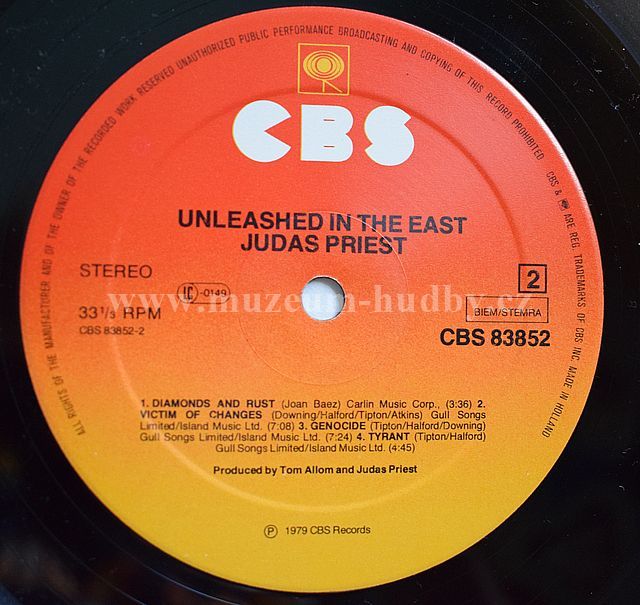 ALL RIGHTS OF THE MANUFACTURER AND OF THE OWNER OF THE RECORDED WORK RESERVED UNAUTHORIZED PUBLIC PERFORMANCE BROADCASTING AND COPYING OF THIS RECORD PROHIBITED CBS & ARE REG. TRADEMARKS OF CBS INC. MADE IN HOLLAND
CBS
UNLEASHED IN THE EAST
JUDAS PRIEST
STEREO
IC -0149
2
www.muzeum-hudby.cz
33 1/3 RPM
BIEM/STEMRA
CBS 83852-2
CBS 83852
1. DIAMONDS AND RUST (Joan Baez) Carlin Music Corp., (3:36) 2.
VICTIM OF CHANGES (Downing/Halford/Tipton/Atkins) Gull Songs
Limited/Island Music Ltd. (7:08) 3. GENOCIDE (Tipton/Halford/Downing)
Gull Songs Limited/Island Music Ltd. (7:24) 4. TYRANT (Tipton/Halford)
Gull Songs Limited/Island Music Ltd. (4:45)
Produced by Tom Allom and Judas Priest
Ⓟ 1979 CBS Records